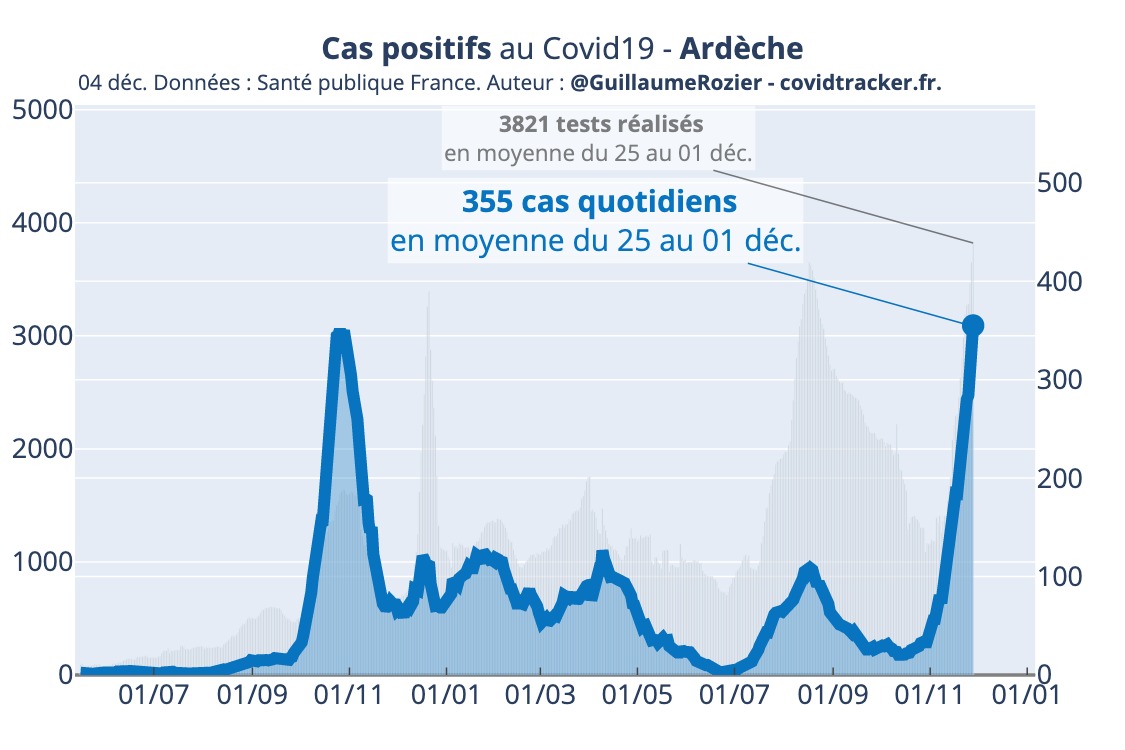 Cas positifs au Covid19 - Ardèche
04 déc. Données : Santé publique France. Auteur : @GuillaumeRozier - covidtracker.fr.
5000
4000
3000
2000
1000
0
3821 tests réalisés
en moyenne du 25 au 01 déc.
355 cas quotidiens
en moyenne du 25 au 01 déc.
500
400
300
200
100
0
01/07 01/09 01/11 01/01 01/03 01/05 01/07 01/09 01/11 01/01